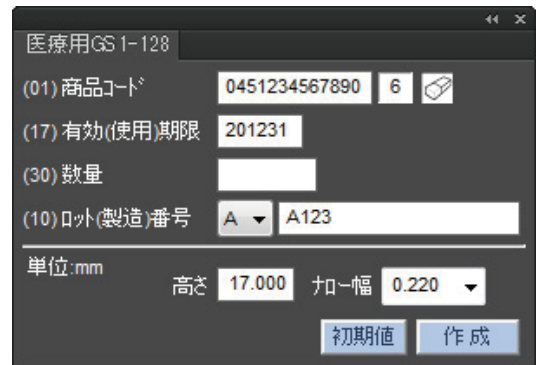 医療用GS1-128
(01)商品ｺｰﾄﾞ 0451234567890 6
(17)有効(使用)期限 201231
(30)数量
(10)ﾛｯﾄ(製造)番号 A A123
単位:mm
高さ 17.000 ﾅﾛｰ幅 0.220
初期値 作成